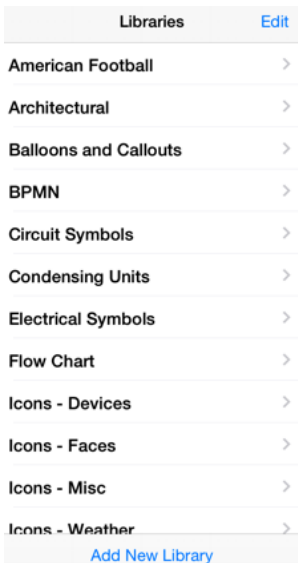 Libraries Edit
American Football
Architectural
Balloons and Callouts
BPMN
Circuit Symbols
Condensing Units
Electrical Symbols
Flow Chart
Icons - Devices
Icons - Faces
Icons - Misc
Icons - Weather
Add New Library